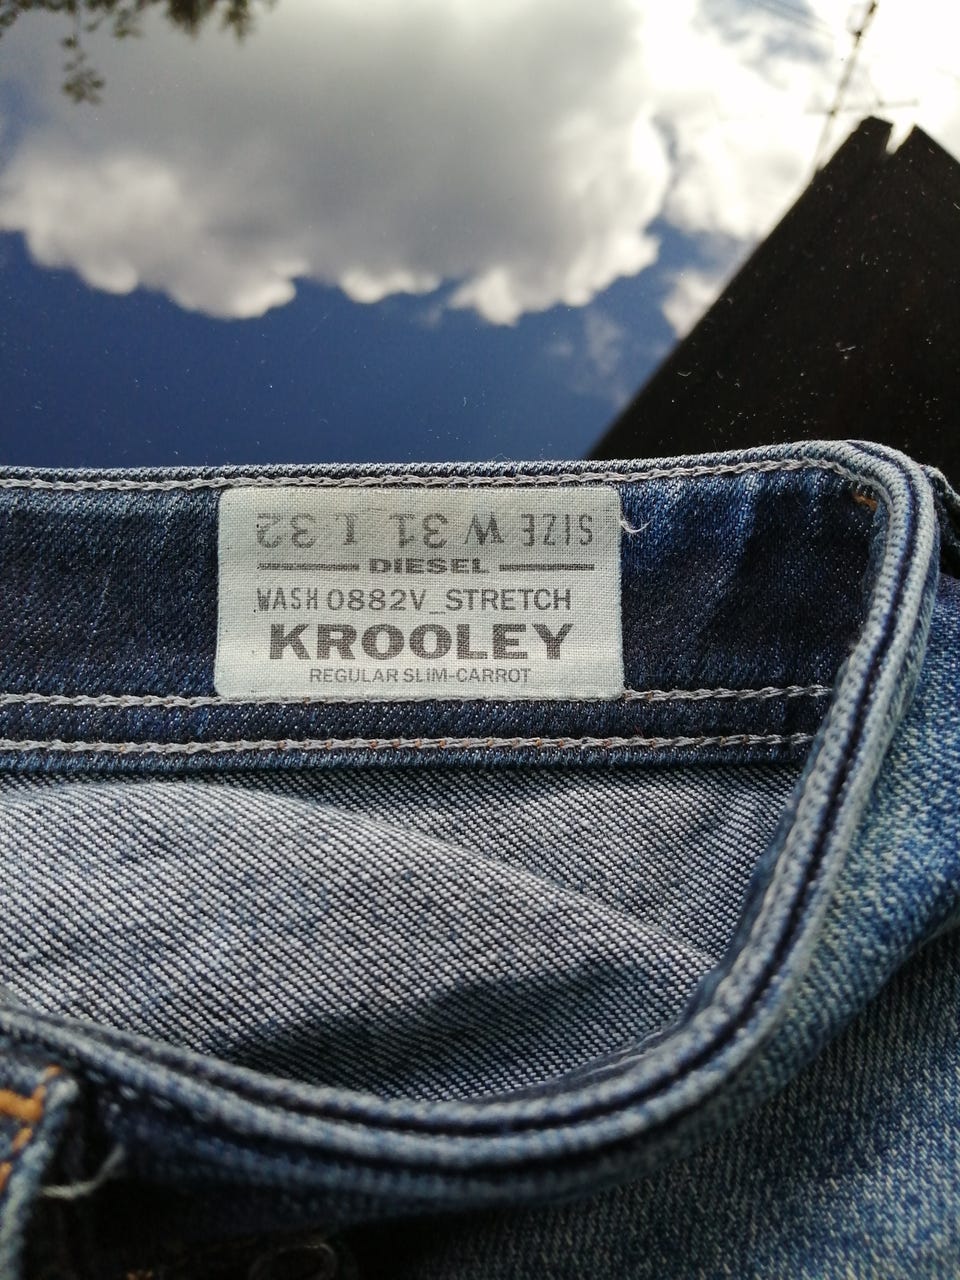 SIZE W 31 L 32
DIESEL
WASH 0882V_STRETCH
KROOLEY
REGULAR SLIM-CARROT